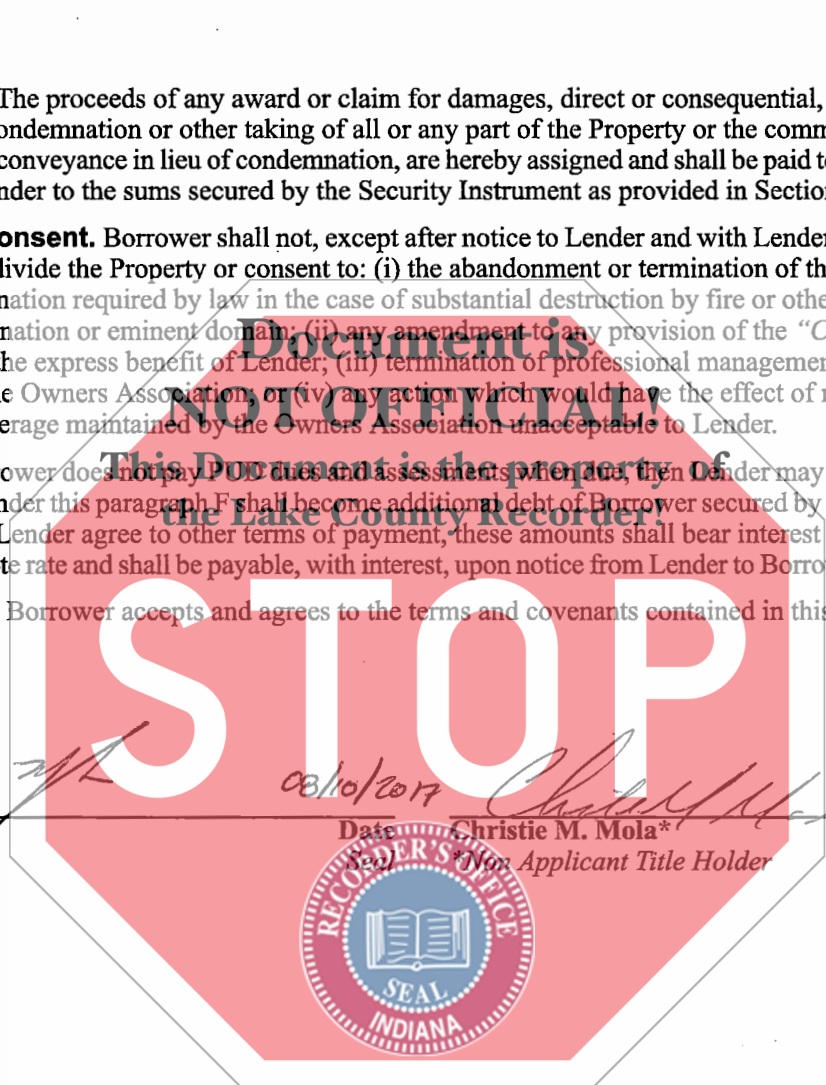 The proceeds of any award or claim for damages, direct or consequential,
ondemnation or other taking of all or any part of the Property or the comm
conveyance in lieu of condemnation, are hereby assigned and shall be paid t
nder to the sums secured by the Security Instrument as provided in Section
onsent. Borrower shall not, except after notice to Lender and with Lender
divide the Property or consent to: (i) the abandonment or termination of th
nation required by law in the case of substantial destruction by fire or othe
nation or eminent domain; (ii) any amendment to any provision of the "C
Document is
he express benefit of Lender; (iii) termination of professional managemen
e Owners Association; or (iv) any action which would have the effect of r
NOT OFFICIAL!
erage maintained by the Owners Association unacceptable to Lender.
ower does not pay PUD dues and assessments when due, then Lender may
This Document is the property of
nder this paragraph F shall become additional debt of Borrower secured by
the Lake County Recorder!
Lender agree to other terms of payment, these amounts shall bear interest
te rate and shall be payable, with interest, upon notice from Lender to Borro
Borrower accepts and agrees to the terms and covenants contained in this
STOP
08/10/2017
Date Christie M. Mola*
Seal *Non Applicant Title Holder
RECORDER'S OFFICE
SEAL
INDIANA